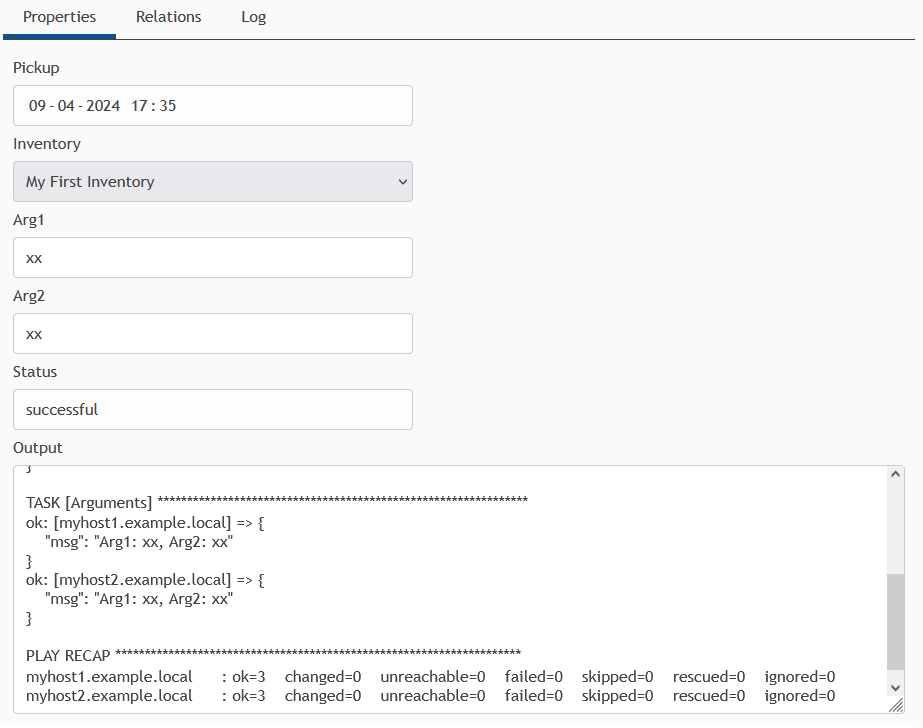 Properties Relations Log
Pickup
09 - 04 - 2024 17 : 35
Inventory
My First Inventory
Arg1
xx
Arg2
xx
Status
successful
Output
}
TASK [Arguments] ***************************************************************
ok: [myhost1.example.local] => {
"msg": "Arg1: xx, Arg2: xx"
}
ok: [myhost2.example.local] => {
"msg": "Arg1: xx, Arg2: xx"
}
PLAY RECAP *********************************************************************
myhost1.example.local : ok=3 changed=0 unreachable=0 failed=0 skipped=0 rescued=0 ignored=0
myhost2.example.local : ok=3 changed=0 unreachable=0 failed=0 skipped=0 rescued=0 ignored=0